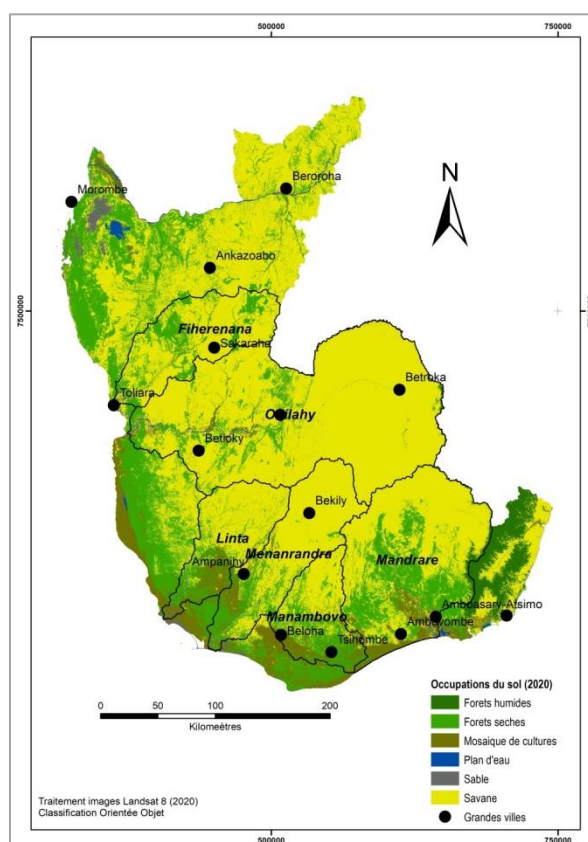 500000
750000
N
Beroroha
Morombe
Ankazoabo
7500000
7500000
Fiherenana
Sakaraha
Betroka
Toliara
Onilahy
Betioky
Bekily
Linta
Menanrandra
Mandrare
Ampanihy
Manambovo
Amboasary-Atsimo
Beloha
Ambovombe
Tsihombe
Occupations du sol (2020)
0 50 100 200
Kilomeètres
Forets humides
Forets seches
Mosaique de cultures
Plan d'eau
Sable
Savane
Grandes villes
Traitement images Landsat 8 (2020)
Classification Orientée Objet
500000
750000